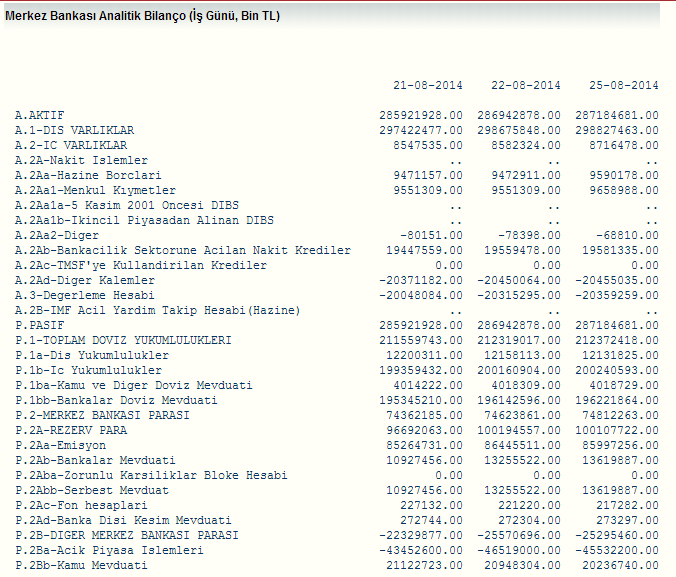 Merkez Bankası Analitik Bilanço (İş Günü, Bin TL)
21-08-2014 22-08-2014 25-08-2014
A.AKTIF 285921928.00 286942878.00 287184681.00
A.1-DIS VARLIKLAR 297422477.00 298675848.00 298827463.00
A.2-IC VARLIKLAR 8547535.00 8582324.00 8716478.00
A.2A-Nakit Islemler .. .. ..
A.2Aa-Hazine Borclari 9471157.00 9472911.00 9590178.00
A.2Aa1-Menkul Kıymetler 9551309.00 9551309.00 9658988.00
A.2Aa1a-5 Kasim 2001 Oncesi DIBS .. .. ..
A.2Aa1b-Ikincil Piyasadan Alinan DIBS .. .. ..
A.2Aa2-Diger -80151.00 -78398.00 -68810.00
A.2Ab-Bankacilik Sektorune Acilan Nakit Krediler 19447559.00 19559478.00 19581335.00
A.2Ac-TMSF'ye Kullandirilan Krediler 0.00 0.00 0.00
A.2Ad-Diger Kalemler -20371182.00 -20450064.00 -20455035.00
A.3-Degerleme Hesabi -20048084.00 -20315295.00 -20359259.00
A.2B-IMF Acil Yardim Takip Hesabi(Hazine) .. .. ..
P.PASIF 285921928.00 286942878.00 287184681.00
P.1-TOPLAM DOVIZ YUKUMLULUKLERI 211559743.00 212319017.00 212372418.00
P.1a-Dis Yukumlulukler 12200311.00 12158113.00 12131825.00
P.1b-Ic Yukumlulukler 199359432.00 200160904.00 200240593.00
P.1ba-Kamu ve Diger Doviz Mevduati 4014222.00 4018309.00 4018729.00
P.1bb-Bankalar Doviz Mevduati 195345210.00 196142596.00 196221864.00
P.2-MERKEZ BANKASI PARASI 74362185.00 74623861.00 74812263.00
P.2A-REZERV PARA 96692063.00 100194557.00 100107722.00
P.2Aa-Emisyon 85264731.00 86445511.00 85997256.00
P.2Ab-Bankalar Mevduati 10927456.00 13255522.00 13619887.00
P.2Aba-Zorunlu Karsiliklar Bloke Hesabi 0.00 0.00 0.00
P.2Abb-Serbest Mevduat 10927456.00 13255522.00 13619887.00
P.2Ac-Fon hesaplari 227132.00 221220.00 217282.00
P.2Ad-Banka Disi Kesim Mevduati 272744.00 272304.00 273297.00
P.2B-DIGER MERKEZ BANKASI PARASI -22329877.00 -25570696.00 -25295460.00
P.2Ba-Acik Piyasa Islemleri -43452600.00 -46519000.00 -45532200.00
P.2Bb-Kamu Mevduati 21122723.00 20948304.00 20236740.00